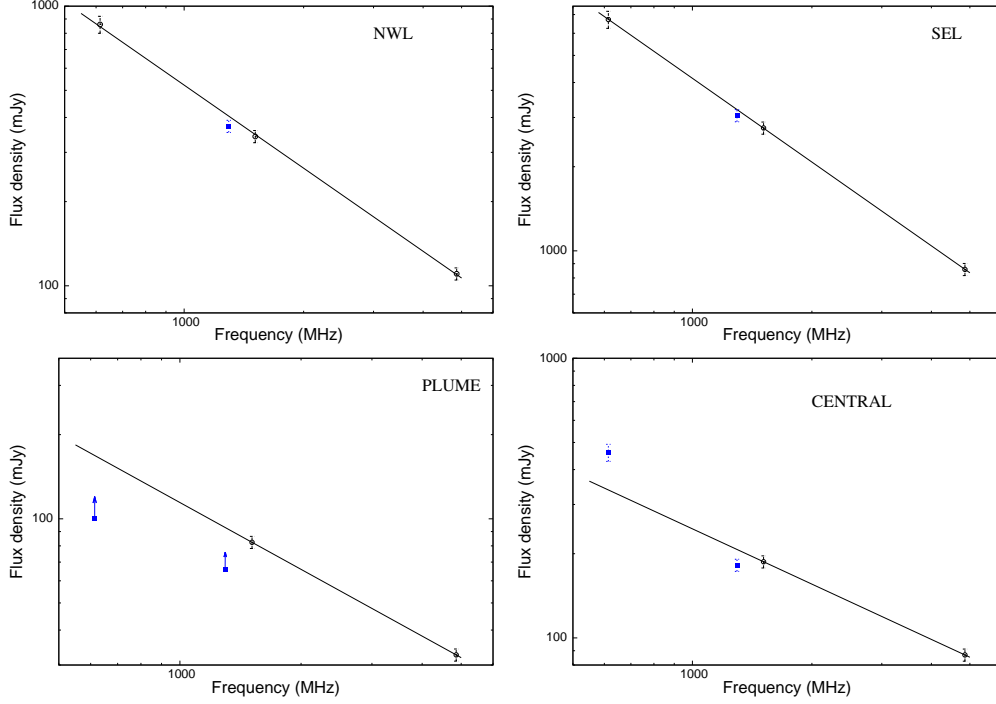 1000
NWL
Flux density (mJy)
100
1000
Frequency (MHz)
SEL
Flux density (mJy)
1000
1000
Frequency (MHz)
PLUME
Flux density (mJy)
100
1000
Frequency (MHz)
1000
CENTRAL
Flux density (mJy)
100
1000
Frequency (MHz)